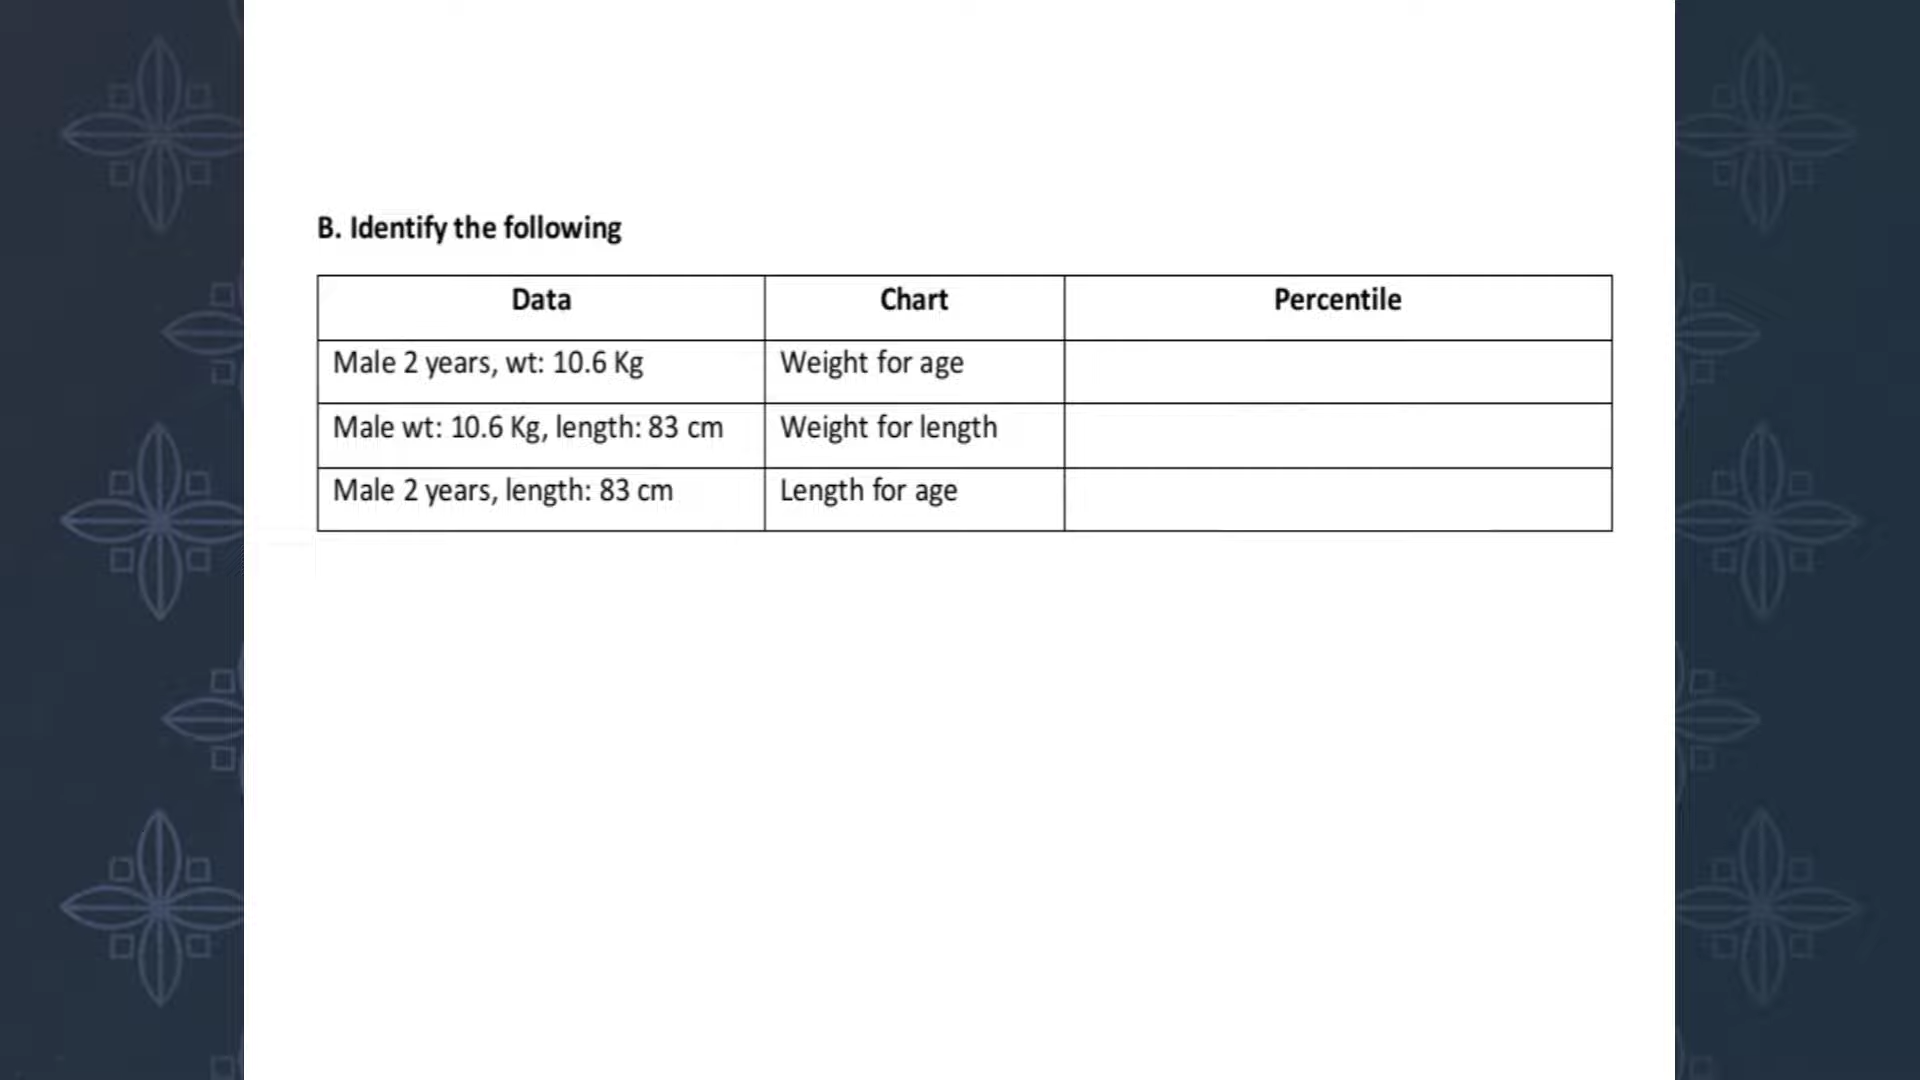 B. Identify the following
Data Chart Percentile
Male 2 years, wt: 10.6 Kg Weight for age
Male wt: 10.6 Kg, length: 83 cm Weight for length
Male 2 years, length: 83 cm Length for age